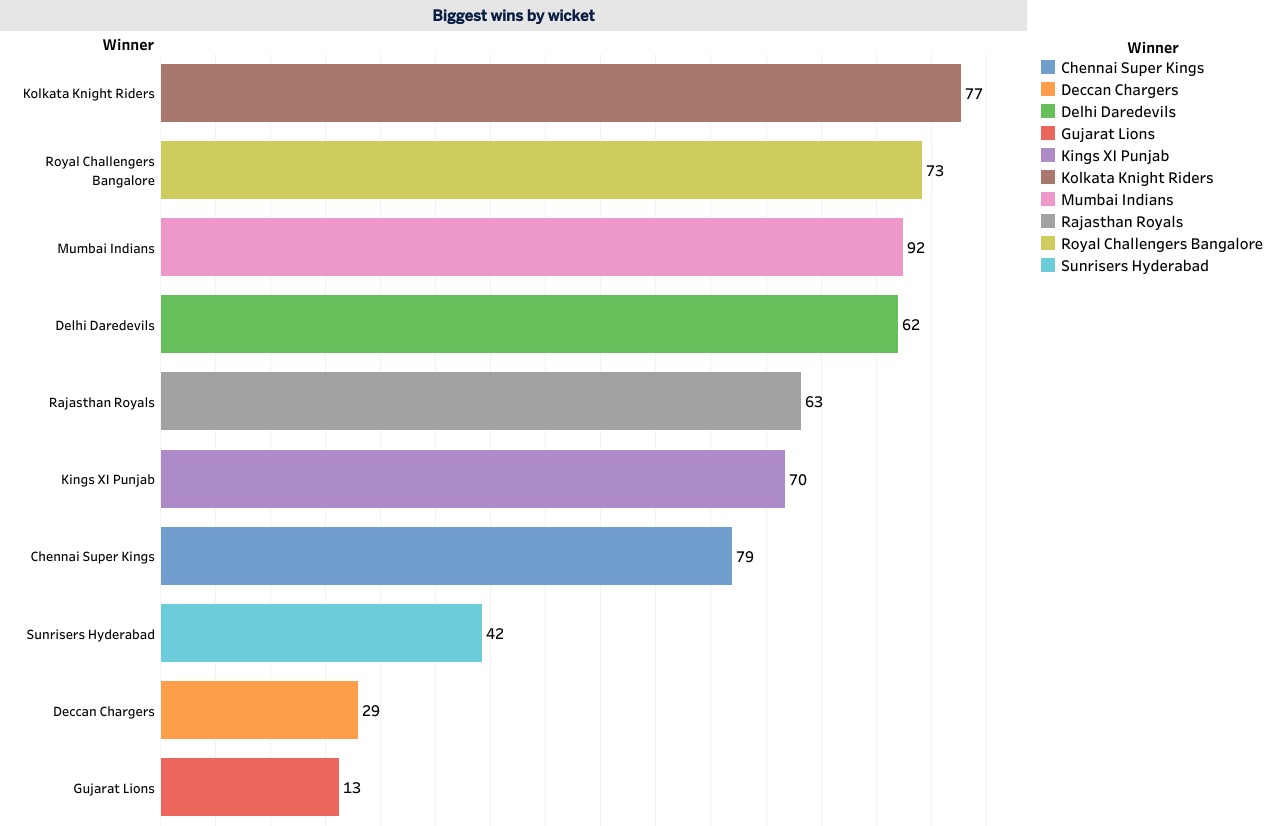 Biggest wins by wicket
Winner
Kolkata Knight Riders
77
Royal Challengers
Bangalore
73
Mumbai Indians
92
Delhi Daredevils
62
Rajasthan Royals
63
Kings XI Punjab
70
Chennai Super Kings
79
Sunrisers Hyderabad
42
Deccan Chargers
29
Gujarat Lions
13
Winner
Chennai Super Kings
Deccan Chargers
Delhi Daredevils
Gujarat Lions
Kings XI Punjab
Kolkata Knight Riders
Mumbai Indians
Rajasthan Royals
Royal Challengers Bangalore
Sunrisers Hyderabad